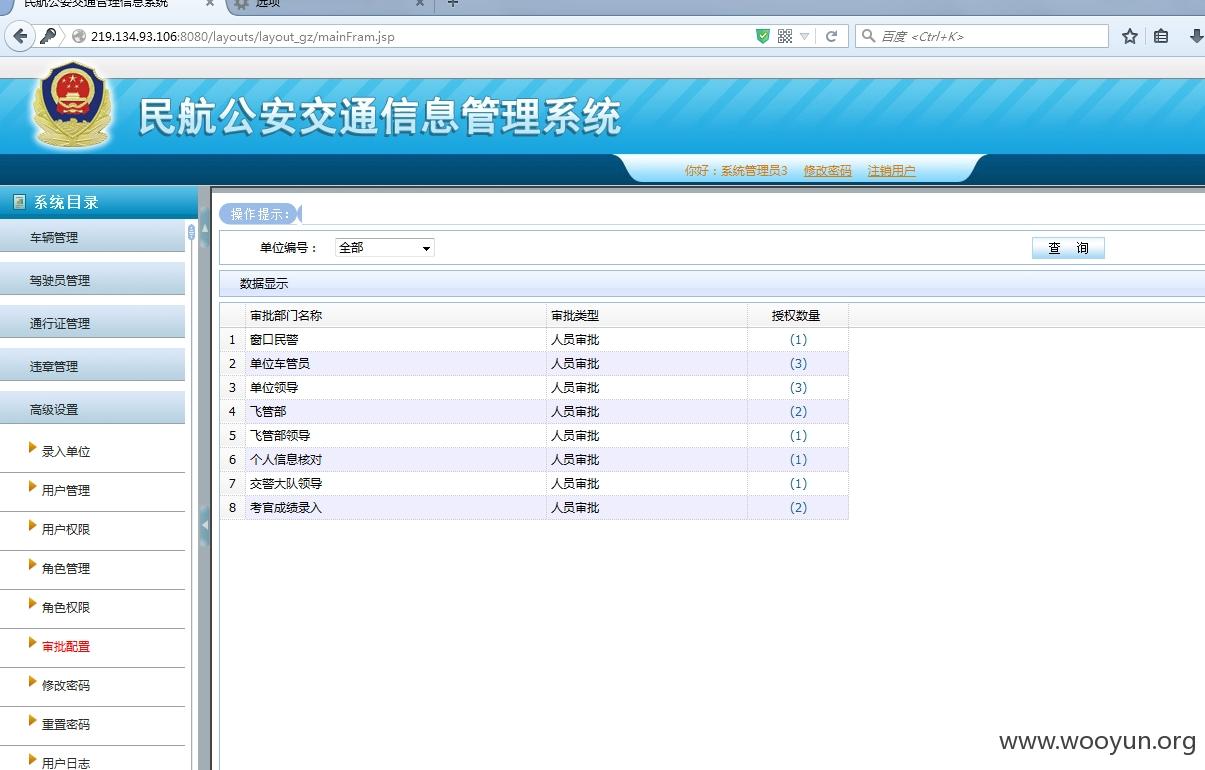 民航公安交通信息管理系统
选项
219.134.93.106:8080/layouts/layout_gz/mainFram.jsp
百度 <Ctrl+K>
民航公安交通信息管理系统
你好：系统管理员3 修改密码 注销用户
系统目录
车辆管理
驾驶员管理
通行证管理
违章管理
高级设置
录入单位
用户管理
用户权限
角色管理
角色权限
审批配置
修改密码
重置密码
用户日志
操作提示：
单位编号： 全部 查 询
数据显示
审批部门名称 审批类型 授权数量
1 窗口民警 人员审批 (1)
2 单位车管员 人员审批 (3)
3 单位领导 人员审批 (3)
4 飞管部 人员审批 (2)
5 飞管部领导 人员审批 (1)
6 个人信息核对 人员审批 (1)
7 交警大队领导 人员审批 (1)
8 考官成绩录入 人员审批 (2)
www.wooyun.org